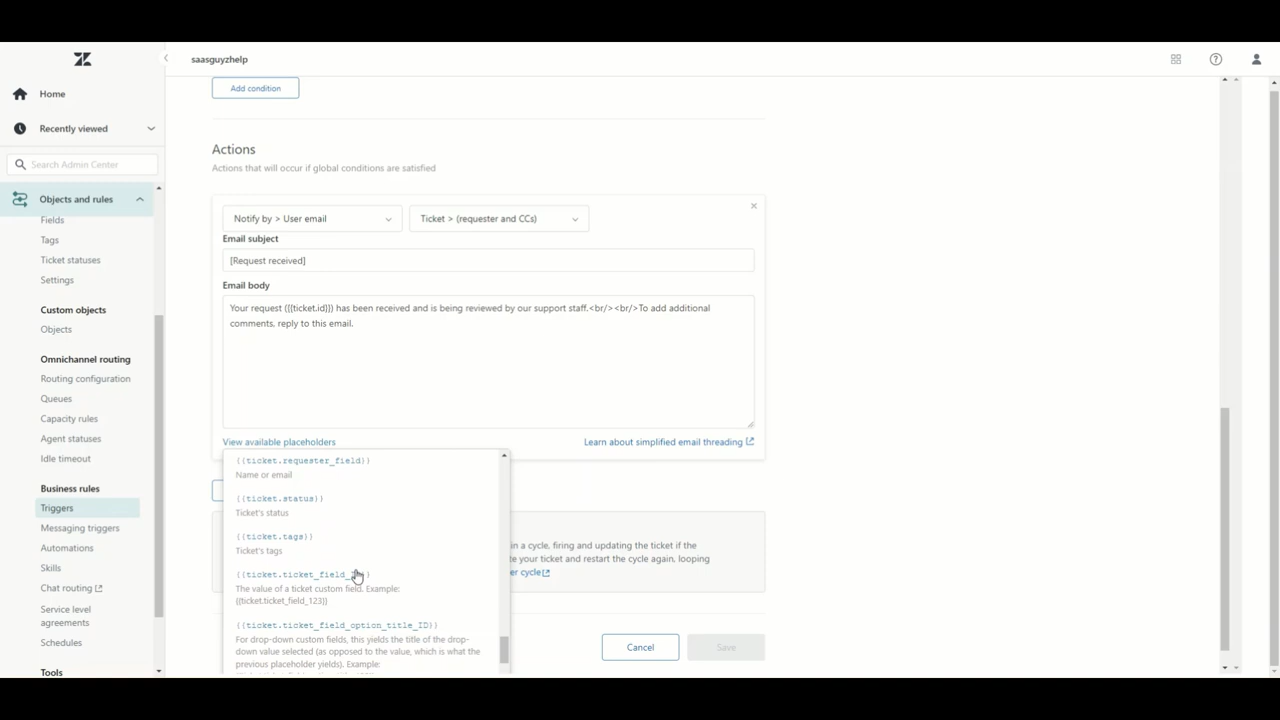 saasguyzhelp
Home
Recently viewed
Search Admin Center
Objects and rules
Fields
Tags
Ticket statuses
Settings
Custom objects
Objects
Omnichannel routing
Routing configuration
Queues
Capacity rules
Agent statuses
Idle timeout
Business rules
Triggers
Messaging triggers
Automations
Skills
Chat routing
Service level
agreements
Schedules
Tools
Add condition
Actions
Actions that will occur if global conditions are satisfied
Notify by > User email
Ticket > (requester and CCs)
Email subject
[Request received]
Email body
Your request ({{ticket.id}}) has been received and is being reviewed by our support staff.<br/><br/>To add additional
comments, reply to this email.
View available placeholders
Learn about simplified email threading
{{ticket.requester_field}}
Name or email
{{ticket.status}}
Ticket's status
{{ticket.tags}}
Ticket's tags
{{ticket.ticket_field_
The value of a ticket custom field. Example:
{{ticket.ticket_field_123}}
{{ticket.ticket_field_option_title_ID}}
For drop-down custom fields, this yields the title of the drop-
down value selected (as opposed to the value, which is what the
previous placeholder yields). Example:
in a cycle, firing and updating the ticket if the
te your ticket and restart the cycle again, looping
er cycle
Cancel
Save